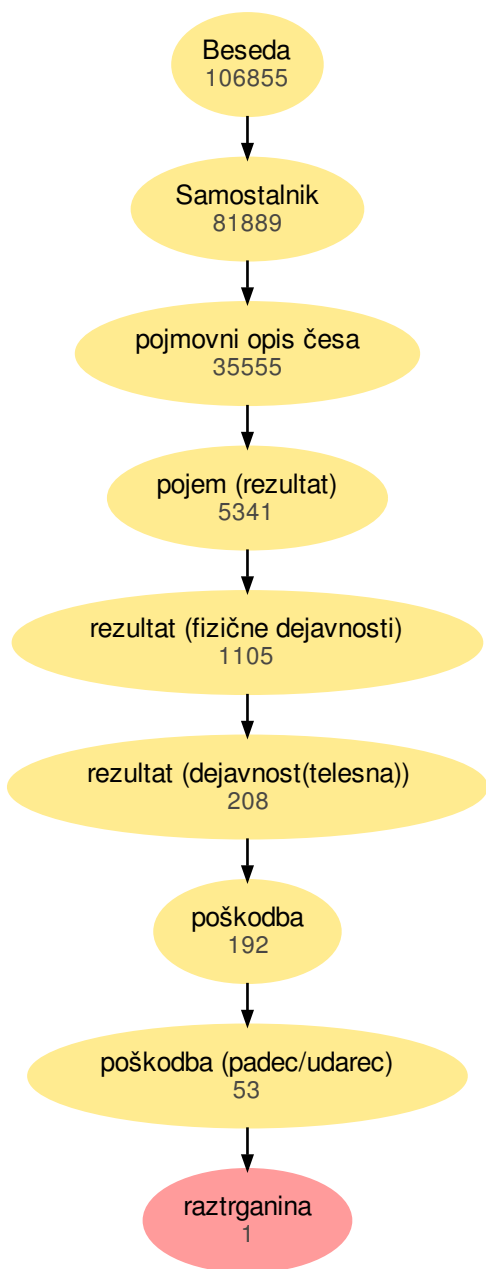 Beseda
106855
Samostalnik
81889
pojmovni opis česa
35555
pojem (rezultat)
5341
rezultat (fizične dejavnosti)
1105
rezultat (dejavnost(telesna))
208
poškodba
192
poškodba (padec/udarec)
53
raztrganina
1